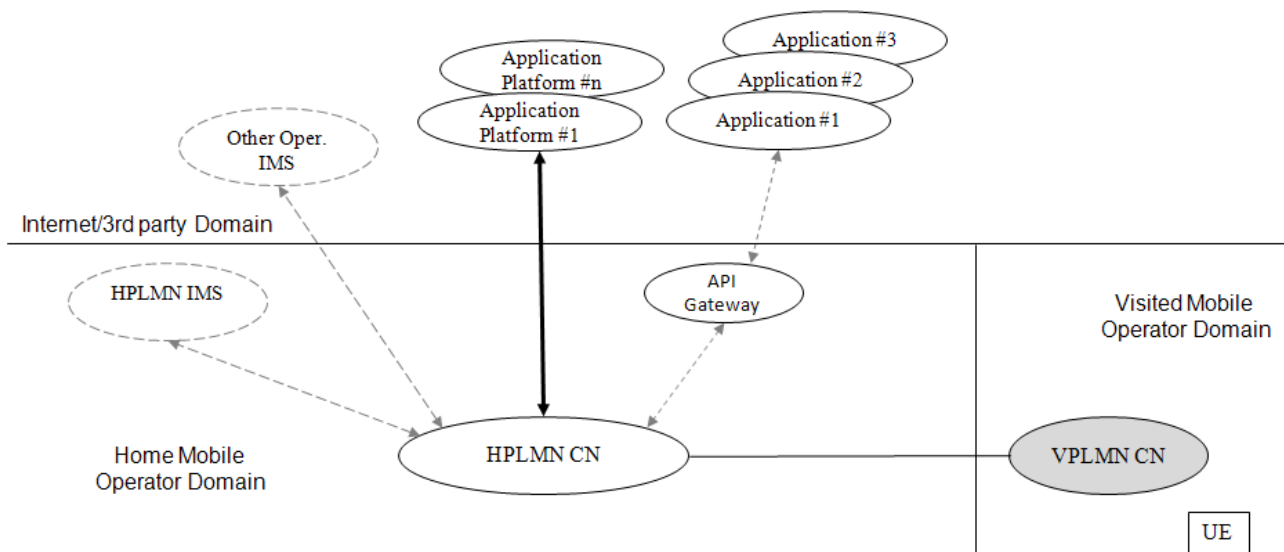 Application #3
Application
Platform #n
Application #2
Application
Platform #1
Application #1
Other Oper.
IMS
Internet/3rd party Domain
HPLMN IMS
API
Gateway
Visited Mobile
Operator Domain
Home Mobile
Operator Domain
HPLMN CN
VPLMN CN
UE